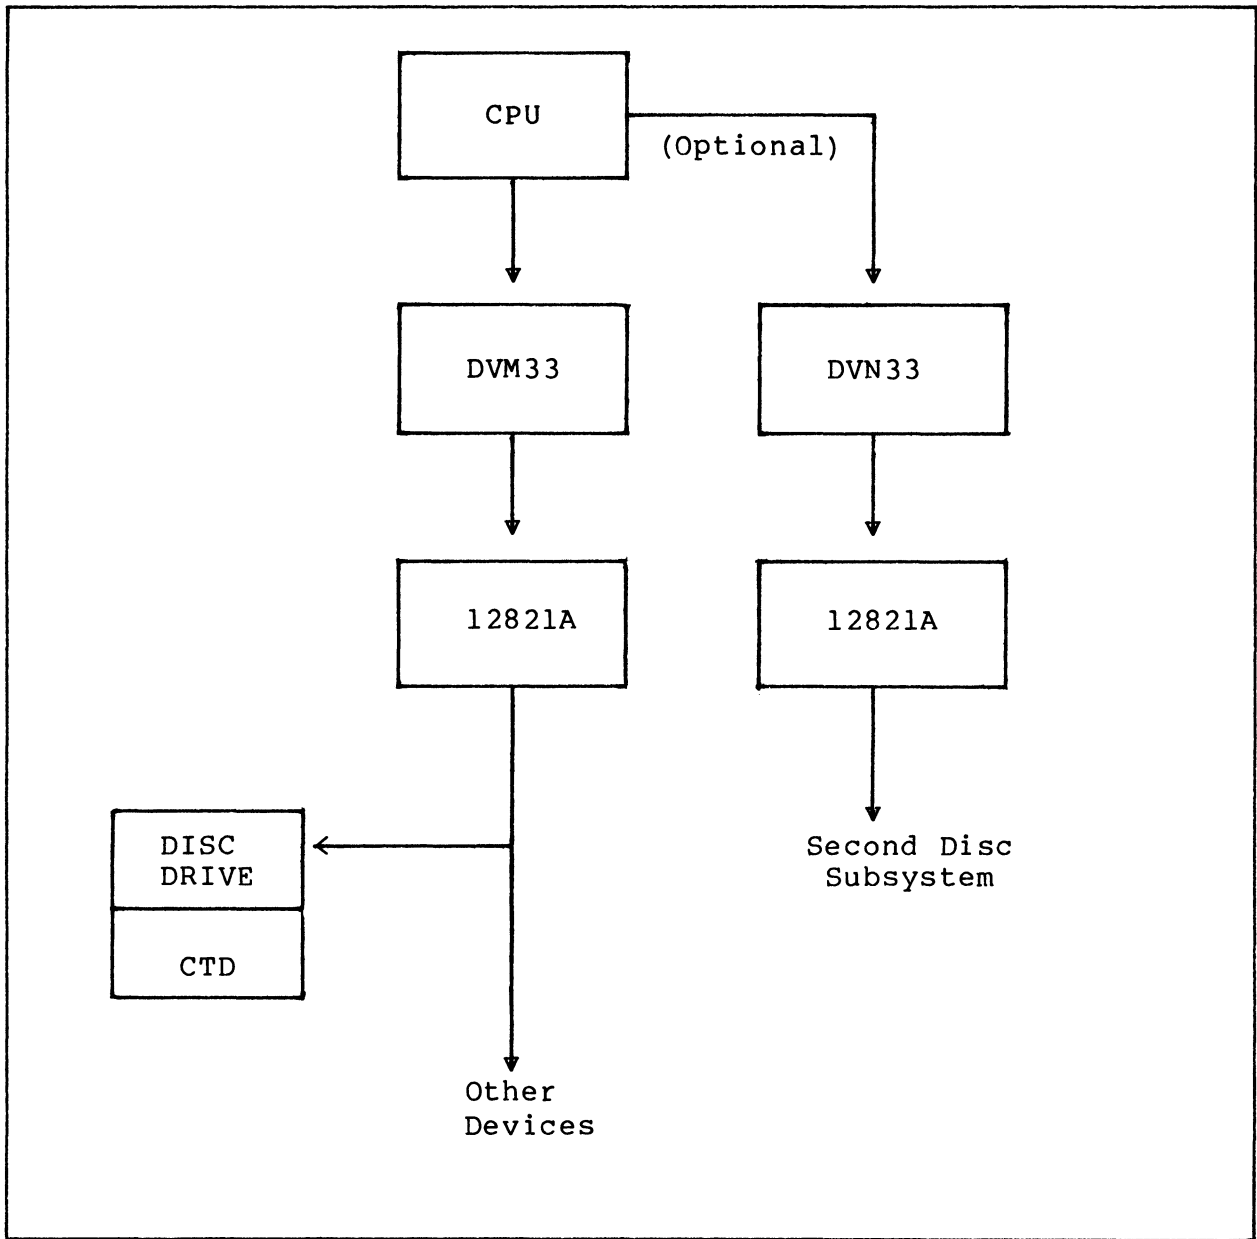 CPU
(Optional)
DVM33
DVN33
12821A
12821A
DISC
DRIVE
CTD
Second Disc
Subsystem
Other
Devices